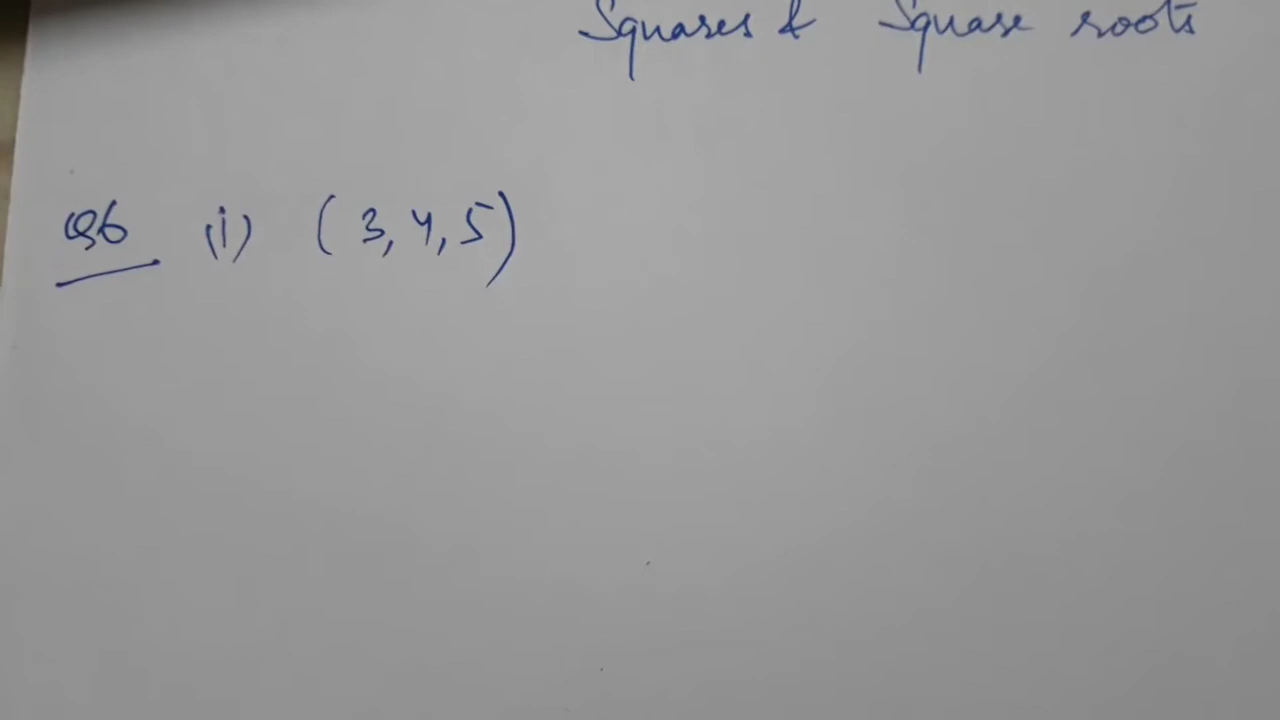 Squares & Square roots
Q6 (i) (3, 4, 5)